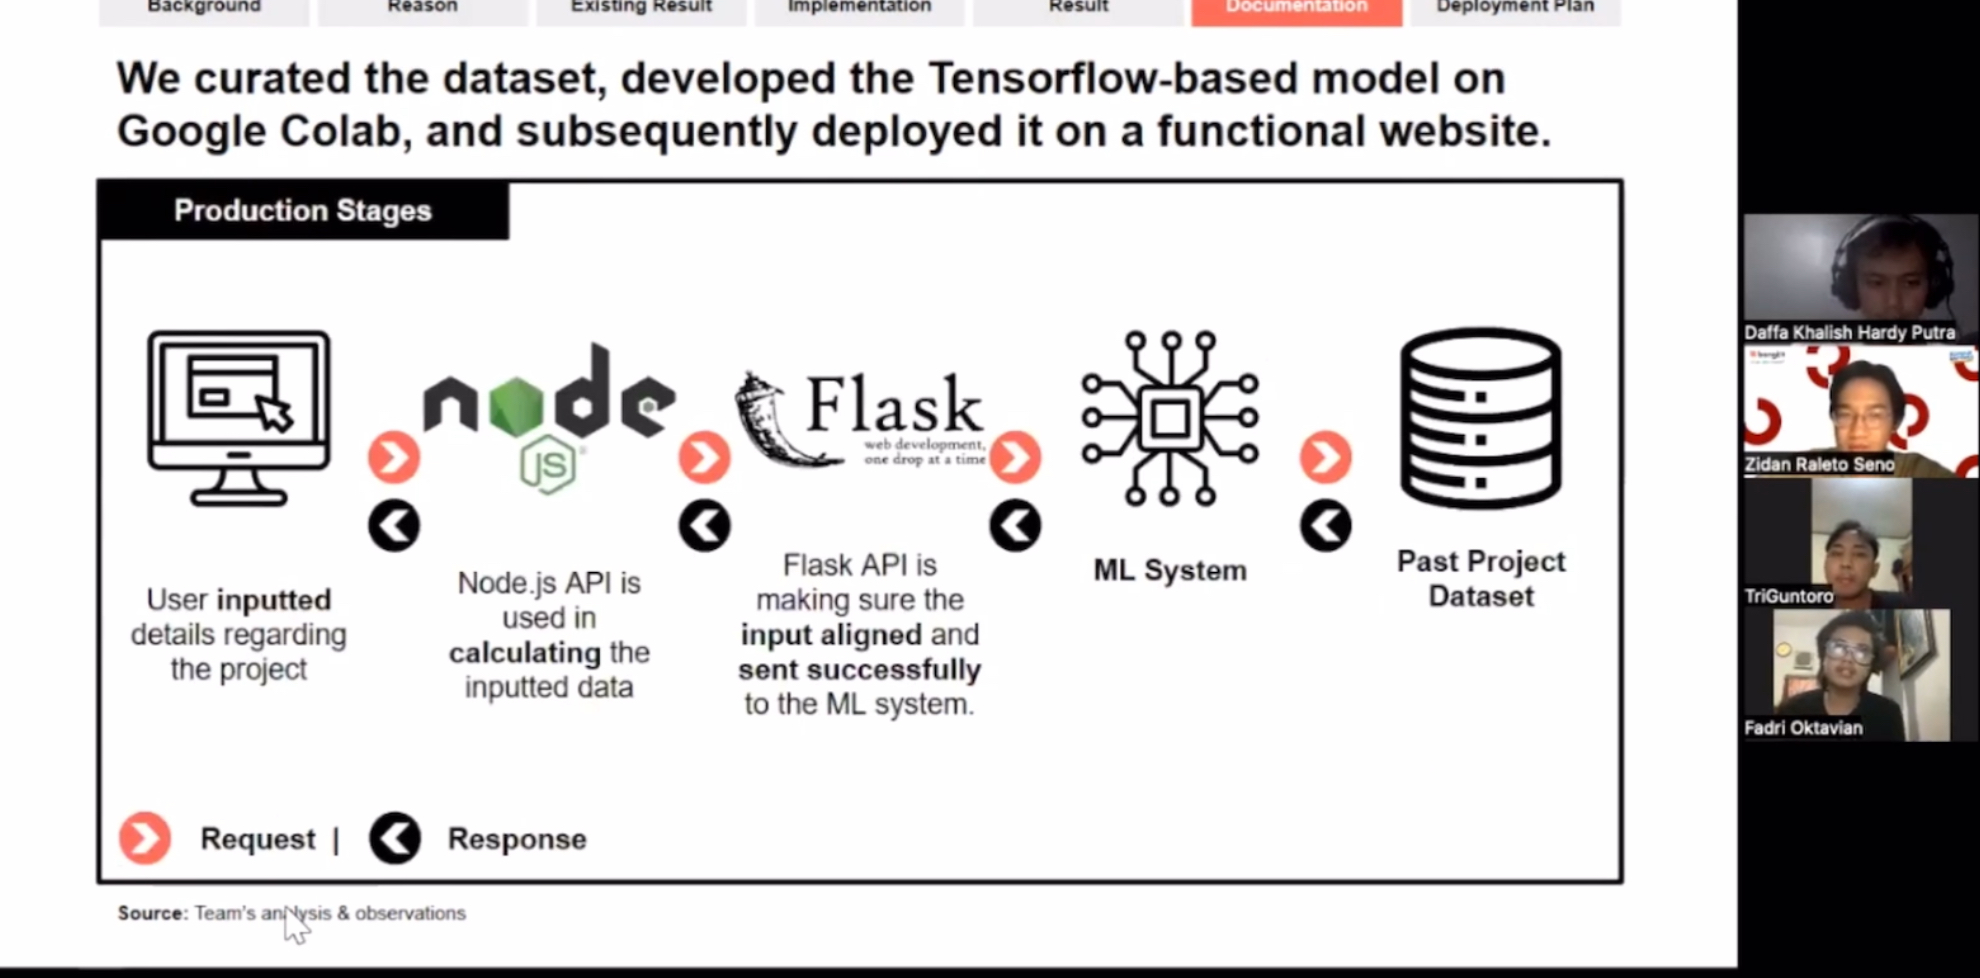 Background
Reason
Existing Result
Implementation
Result
Documentation
Deployment Plan
We curated the dataset, developed the Tensorflow-based model on
Google Colab, and subsequently deployed it on a functional website.
Production Stages
node
JS
Flask
web development,
one drop at a time
User inputted
details regarding
the project
Node.js API is
used in
calculating the
inputted data
Flask API is
making sure the
input aligned and
sent successfully
to the ML system.
ML System
Past Project
Dataset
Request |
Response
Source: Team's analysis & observations
Daffa Khalish Hardy Putra
Zidan Raleto Seno
TriGuntoro
Fadri Oktavian